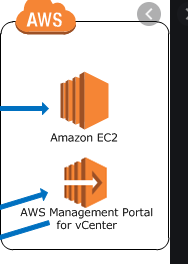 AWS
Amazon EC2
AWS Management Portal
for vCenter